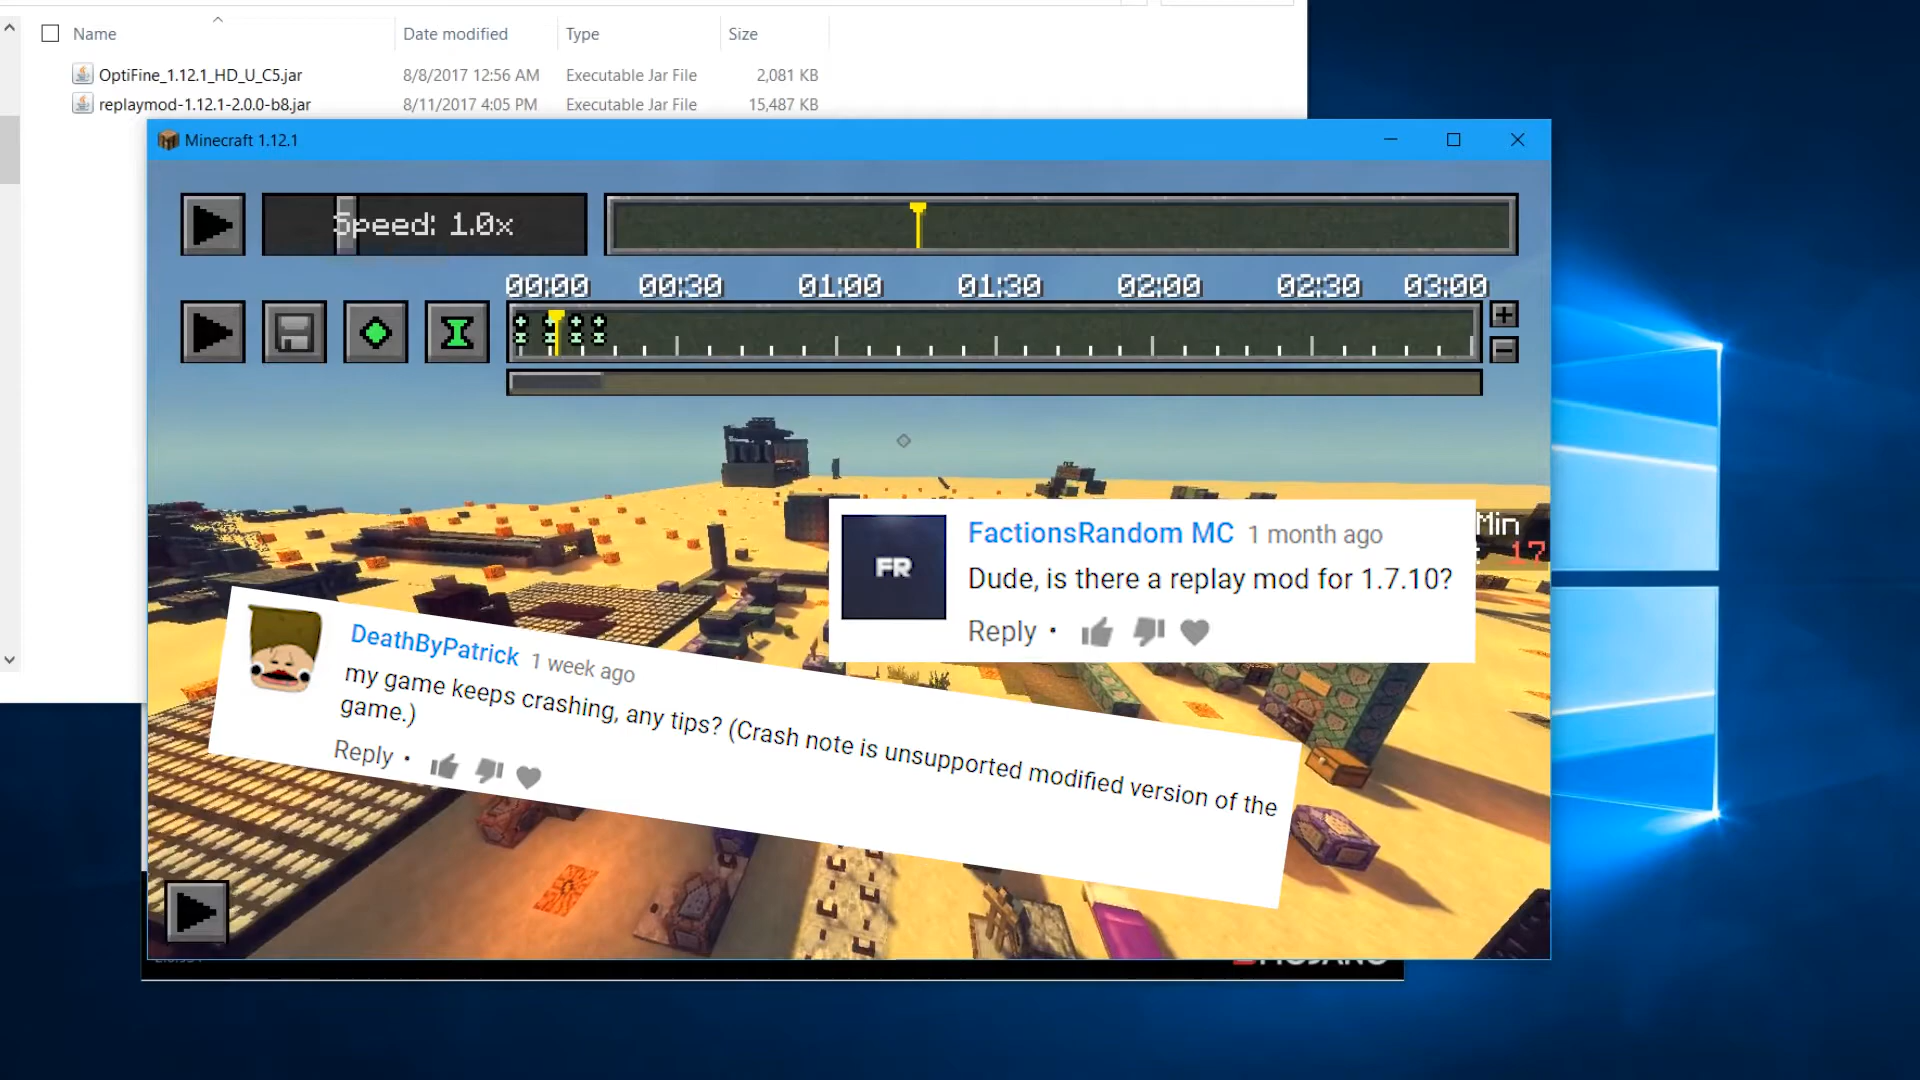 Name Date modified Type Size
OptiFine_1.12.1_HD_U_C5.jar 8/8/2017 12:56 AM Executable Jar File 2,081 KB
replaymod-1.12.1-2.0.0-b8.jar 8/11/2017 4:05 PM Executable Jar File 15,487 KB
Minecraft 1.12.1
Speed: 1.0x
00:00 00:30 01:00 01:30 02:00 02:30 03:00
FactionsRandom MC 1 month ago
FR
Dude, is there a replay mod for 1.7.10?
Reply •
Min
17
DeathByPatrick 1 week ago
my game keeps crashing, any tips? (Crash note is unsupported modified version of the
game.)
Reply •
MOJANG